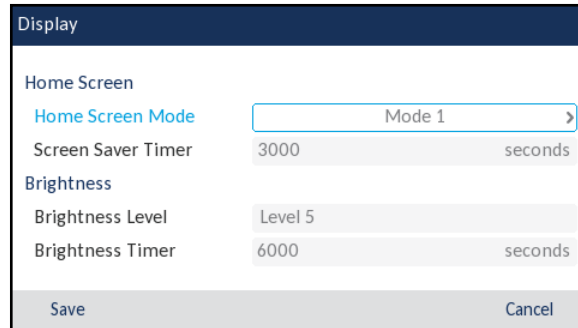 Display
Home Screen
Home Screen Mode Mode 1 >
Screen Saver Timer 3000 seconds
Brightness
Brightness Level Level 5
Brightness Timer 6000 seconds
Save Cancel